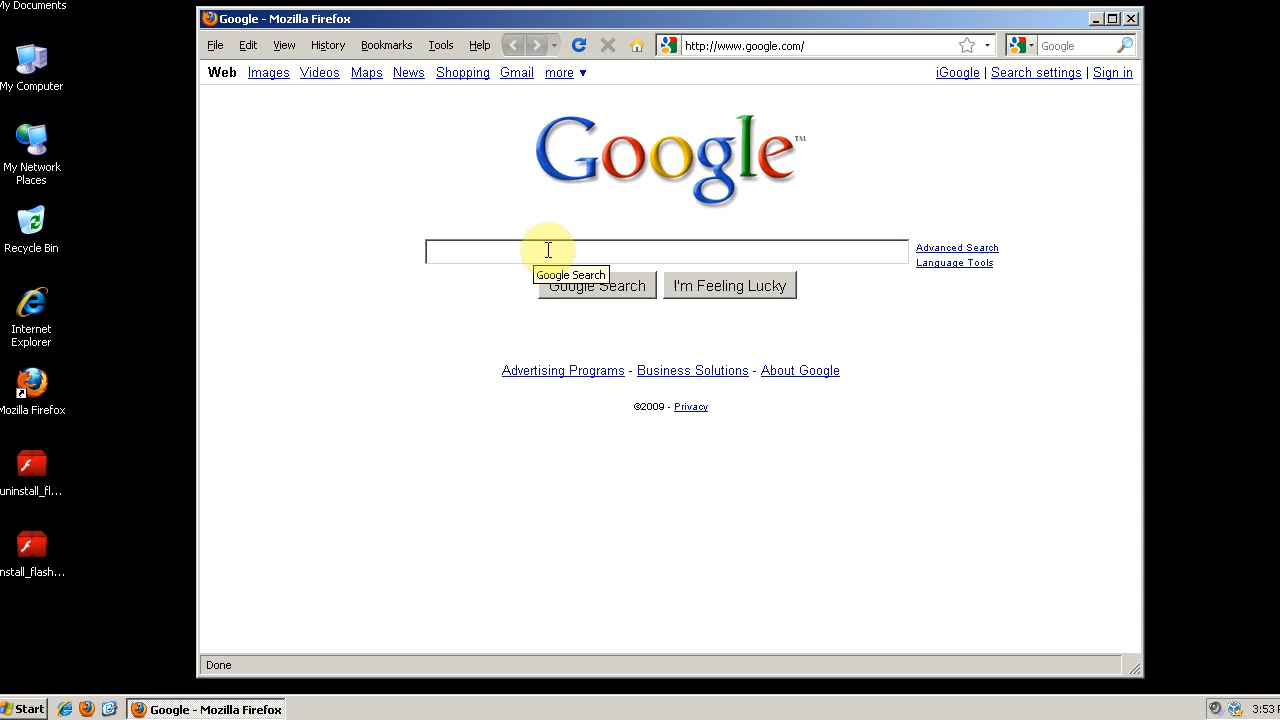 My Documents
My Computer
My Network
Places
Recycle Bin
Internet
Explorer
Mozilla Firefox
uninstall_fl...
nstall_flash...
Google - Mozilla Firefox
File Edit View History Bookmarks Tools Help http://www.google.com/ Google
Web Images Videos Maps News Shopping Gmail more ▼ iGoogle | Search settings | Sign in
Google™
Advanced Search
Language Tools
Google Search
Google Search I'm Feeling Lucky
Advertising Programs - Business Solutions - About Google
©2009 - Privacy
Done
Start Google - Mozilla Firefox 3:53